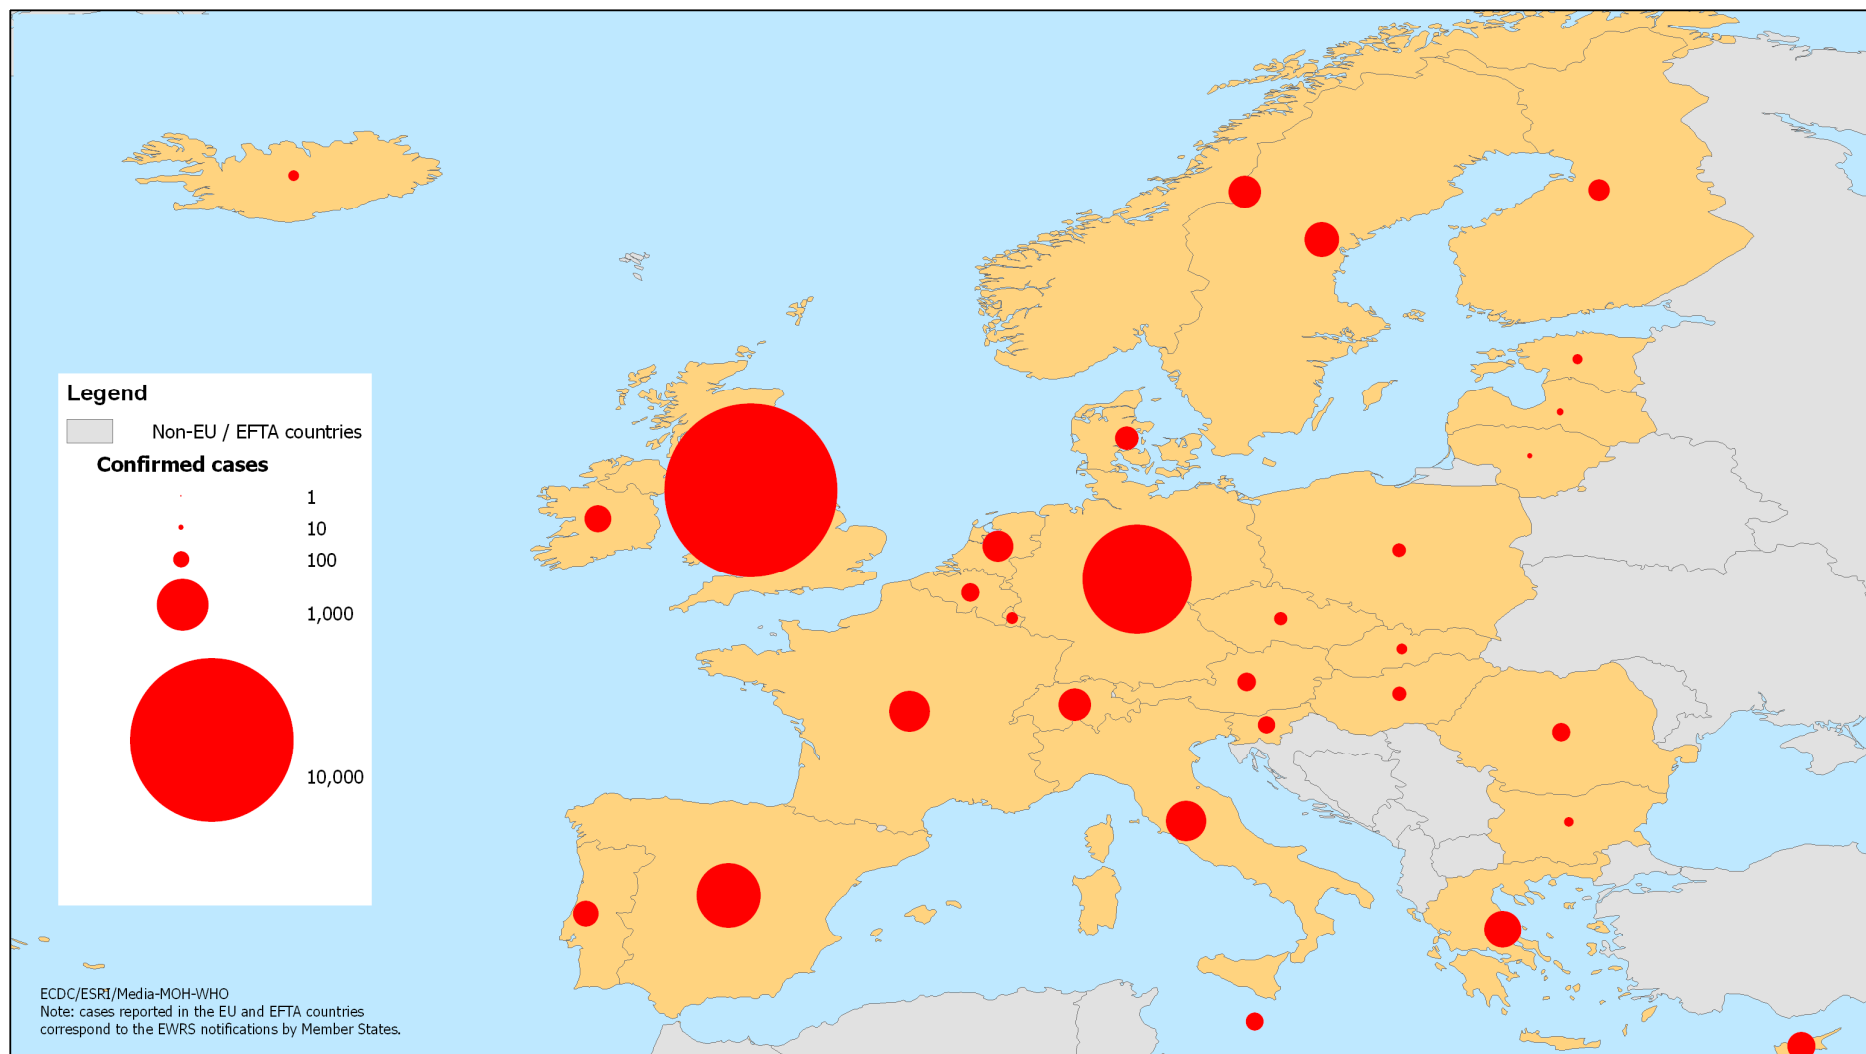 Legend
Non-EU / EFTA countries
Confirmed cases
1
10
100
1,000
10,000
ECDC/ESRI/Media-MOH-WHO
Note: cases reported in the EU and EFTA countries
correspond to the EWRS notifications by Member States.